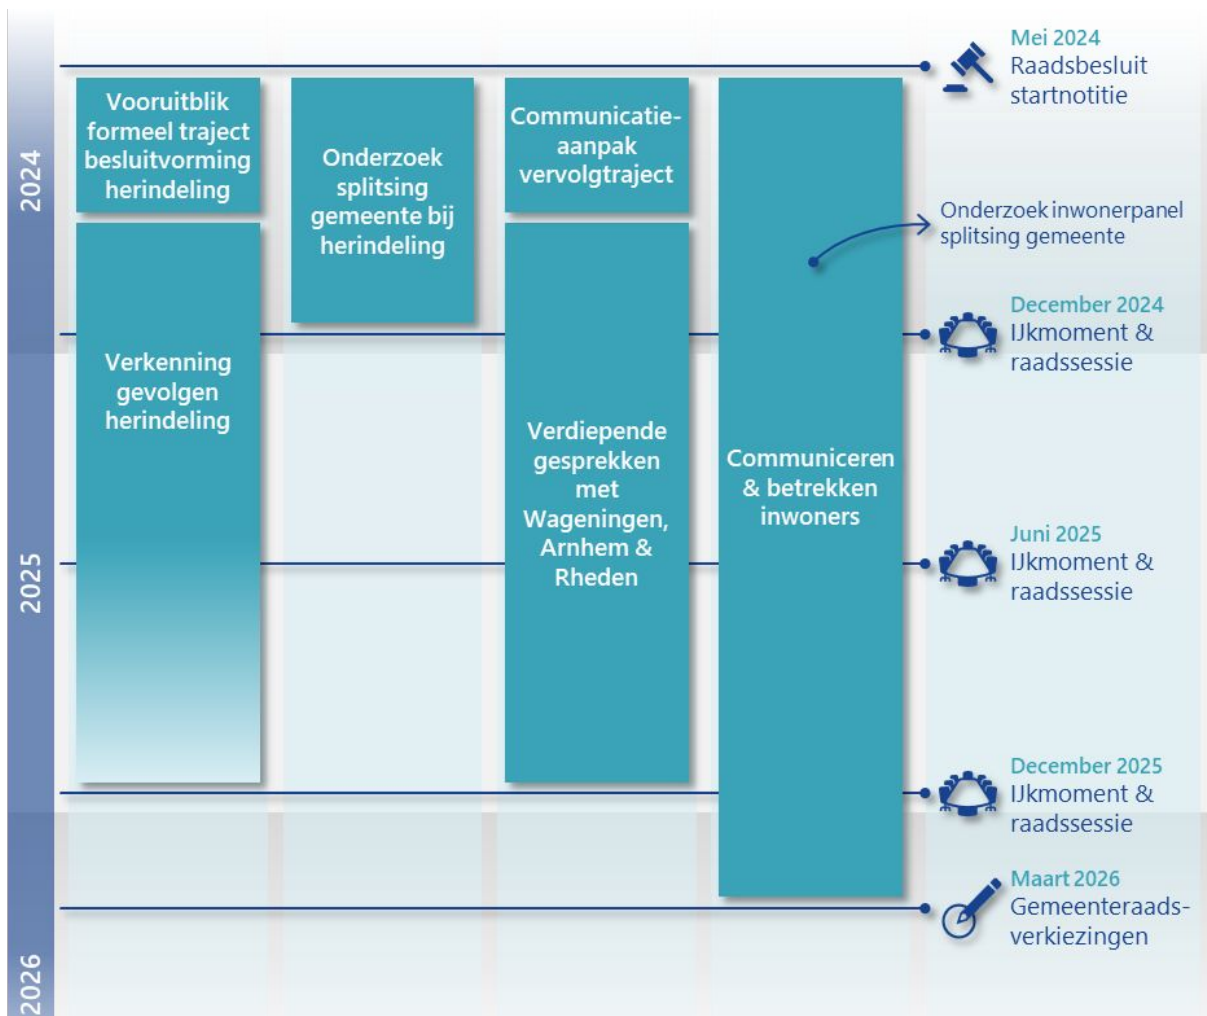 2024
2025
2026
Vooruitblik
formeel traject
besluitvorming
herindeling
Verkenning
gevolgen
herindeling
Onderzoek
splitsing
gemeente bij
herindeling
Communicatie-
aanpak
vervolgtraject
Verdiepende
gesprekken
met
Wageningen,
Arnhem &
Rheden
Communiceren
& betrekken
inwoners
Mei 2024
Raadsbesluit
startnotitie
Onderzoek inwonerpanel
splitsing gemeente
December 2024
IJkmoment &
raadssessie
Juni 2025
IJkmoment &
raadssessie
December 2025
IJkmoment &
raadssessie
Maart 2026
Gemeenteraads-
verkiezingen